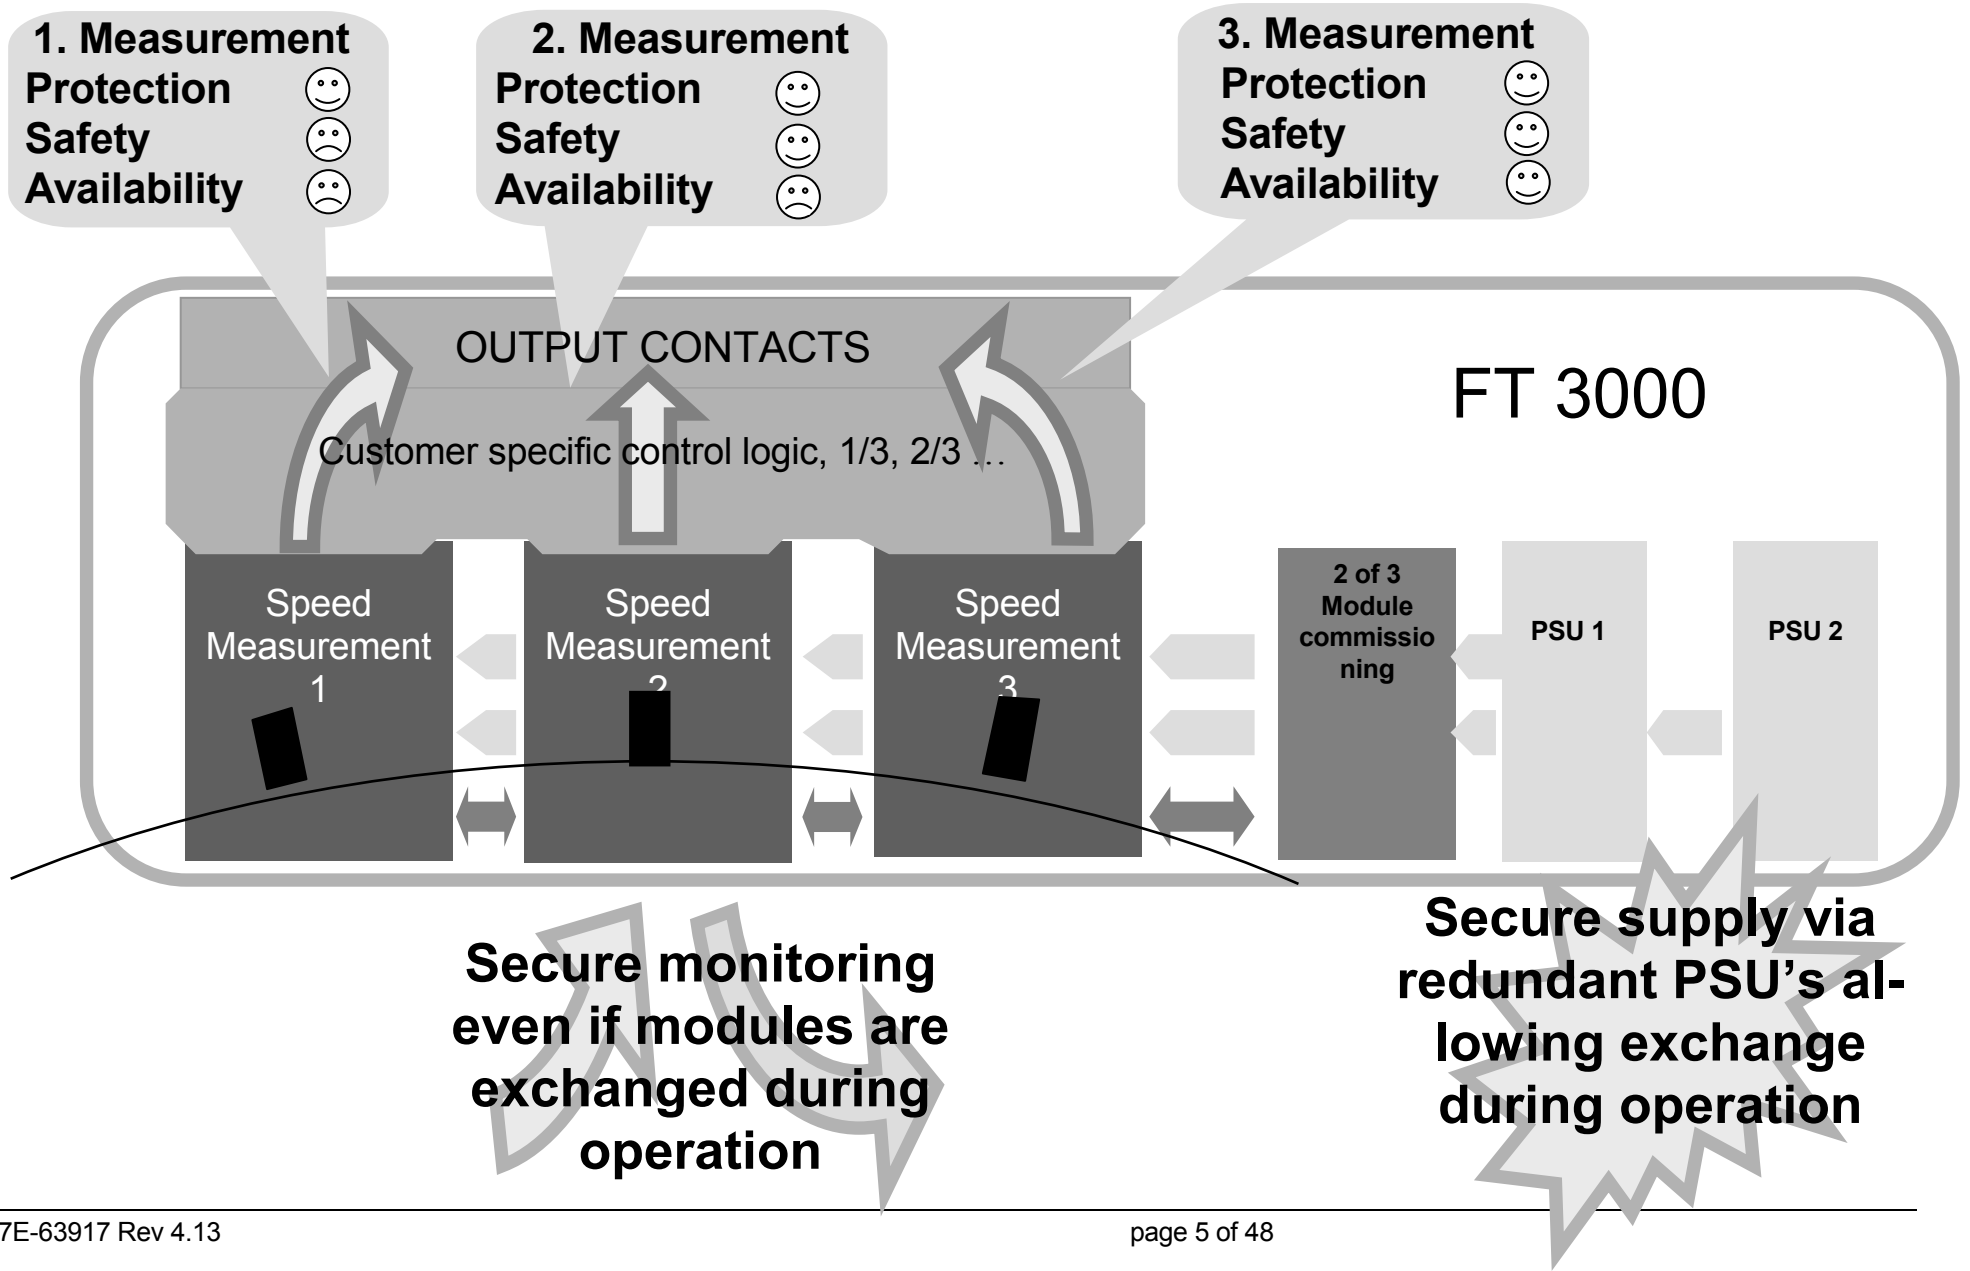 1. Measurement
Protection
Safety
Availability
2. Measurement
Protection
Safety
Availability
3. Measurement
Protection
Safety
Availability
OUTPUT CONTACTS
Customer specific control logic, 1/3, 2/3 …
FT 3000
Speed
Measurement
1
Speed
Measurement
2
Speed
Measurement
3
2 of 3
Module
commissio
ning
PSU 1
PSU 2
Secure monitoring
even if modules are
exchanged during
operation
Secure supply via
redundant PSU’s al-
lowing exchange
during operation
7E-63917 Rev 4.13
page 5 of 48